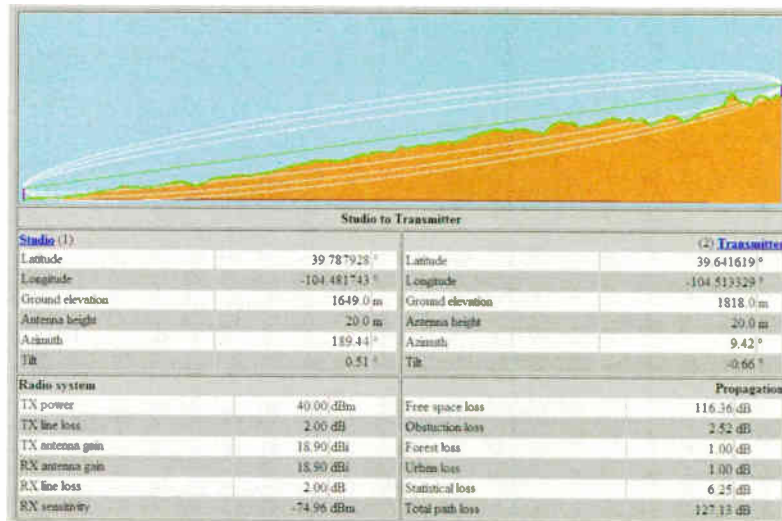 Studio to Transmitter
Studio (1) (2) Transmitter
Latitude 39.787928 ° Latitude 39.641619 °
Longitude -104.481743 ° Longitude -104.513329 °
Ground elevation 1649.0 m Ground elevation 1818.0 m
Antenna height 20.0 m Antenna height 20.0 m
Azimuth 189.44 ° Azimuth 9.42 °
Tilt 0.51 ° Tilt -0.66 °
Radio system Propagation
TX power 40.00 dBm Free space loss 116.36 dB
TX line loss 2.00 dB Obstuction loss 2.52 dB
TX antenna gain 18.90 dBi Forest loss 1.00 dB
RX antenna gain 18.90 dBi Urban loss 1.00 dB
RX line loss 2.00 dB Statistical loss 6.25 dB
RX sensitivity -74.96 dBm Total path loss 127.13 dB